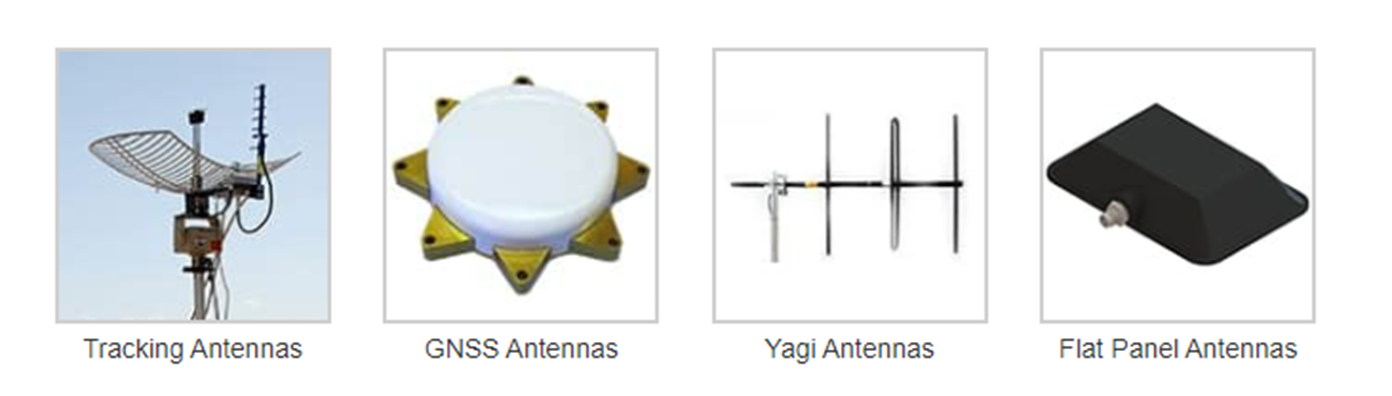 Tracking Antennas
GNSS Antennas
Yagi Antennas
Flat Panel Antennas